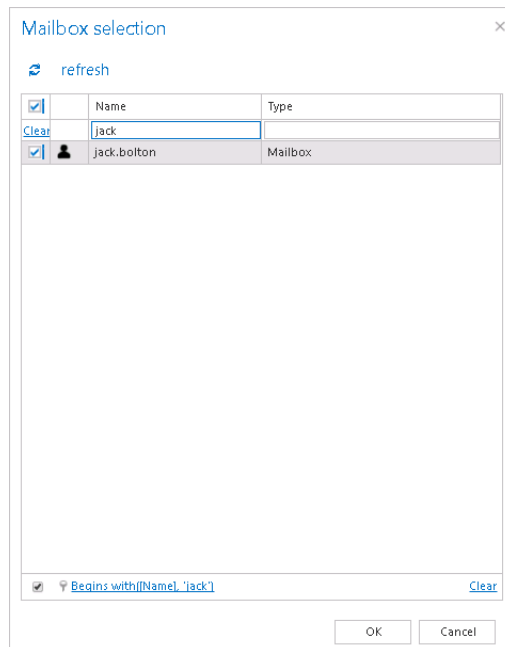 Mailbox selection
refresh
Name Type
Clear jack
jack.bolton Mailbox
Begins with([Name], 'jack') Clear
OK Cancel